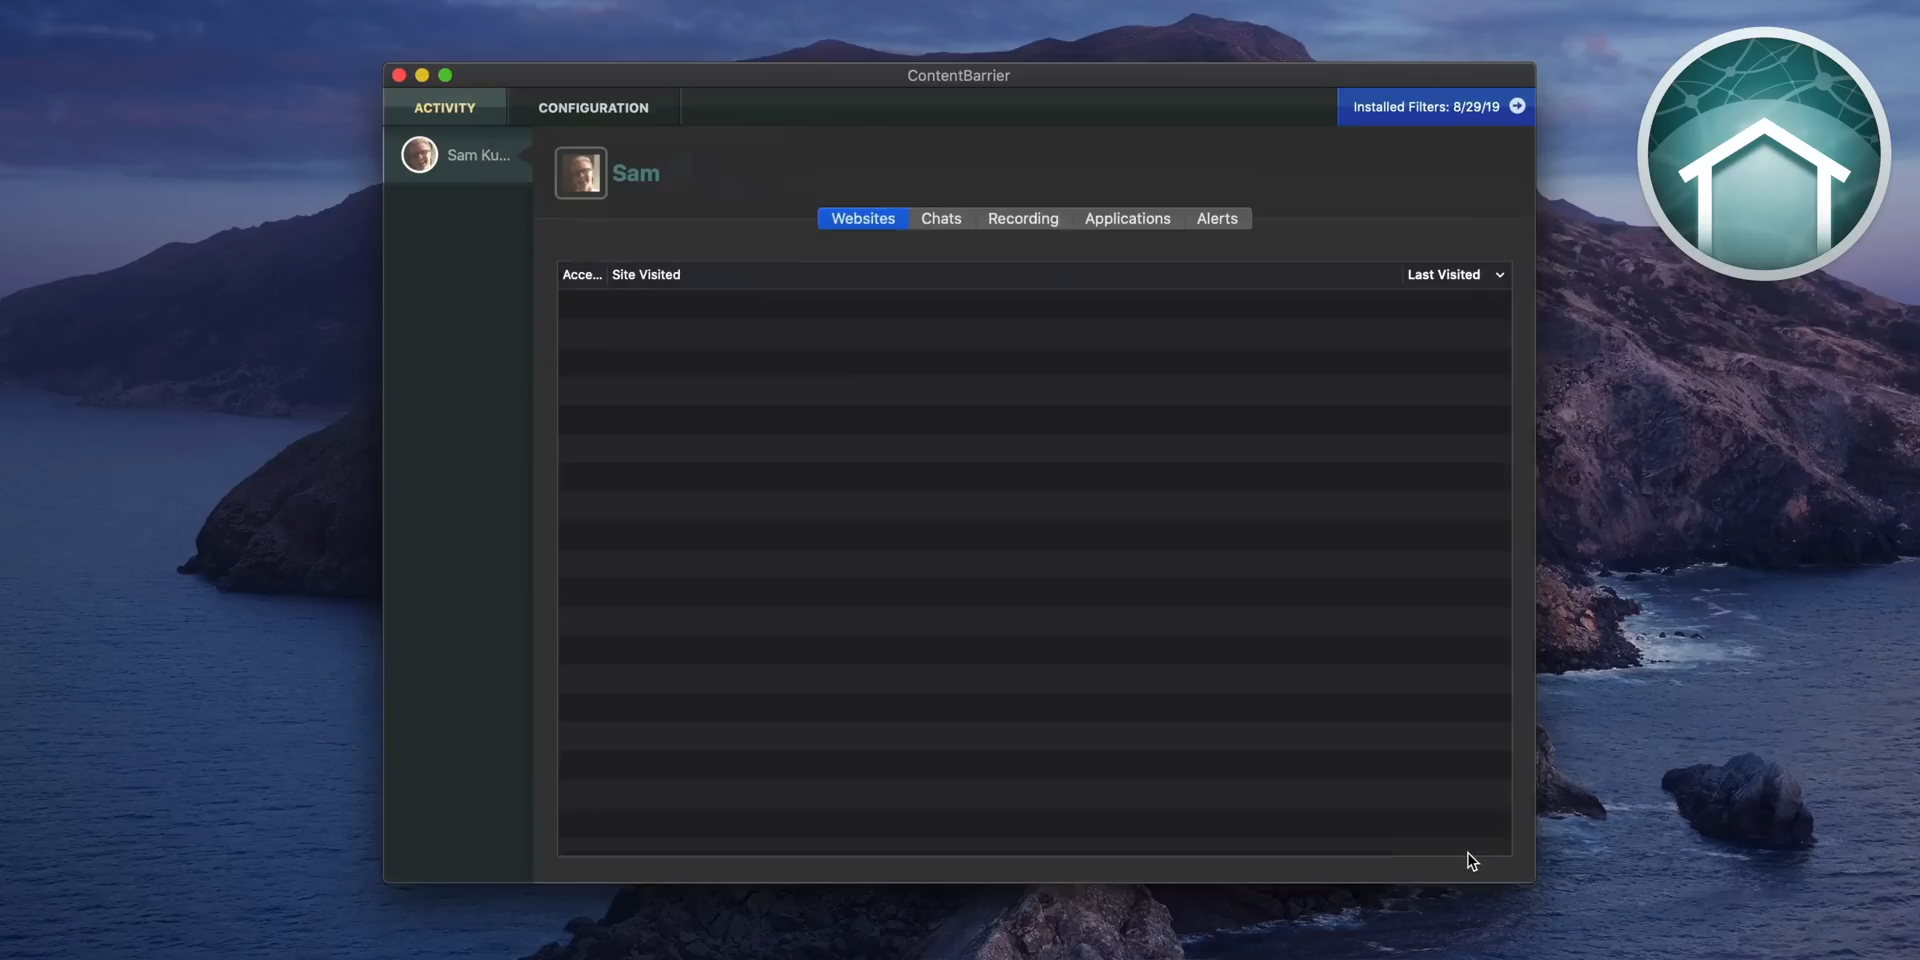 ContentBarrier
ACTIVITY
CONFIGURATION
Installed Filters: 8/29/19
Sam Ku...
Sam
Websites
Chats
Recording
Applications
Alerts
Acce...
Site Visited
Last Visited